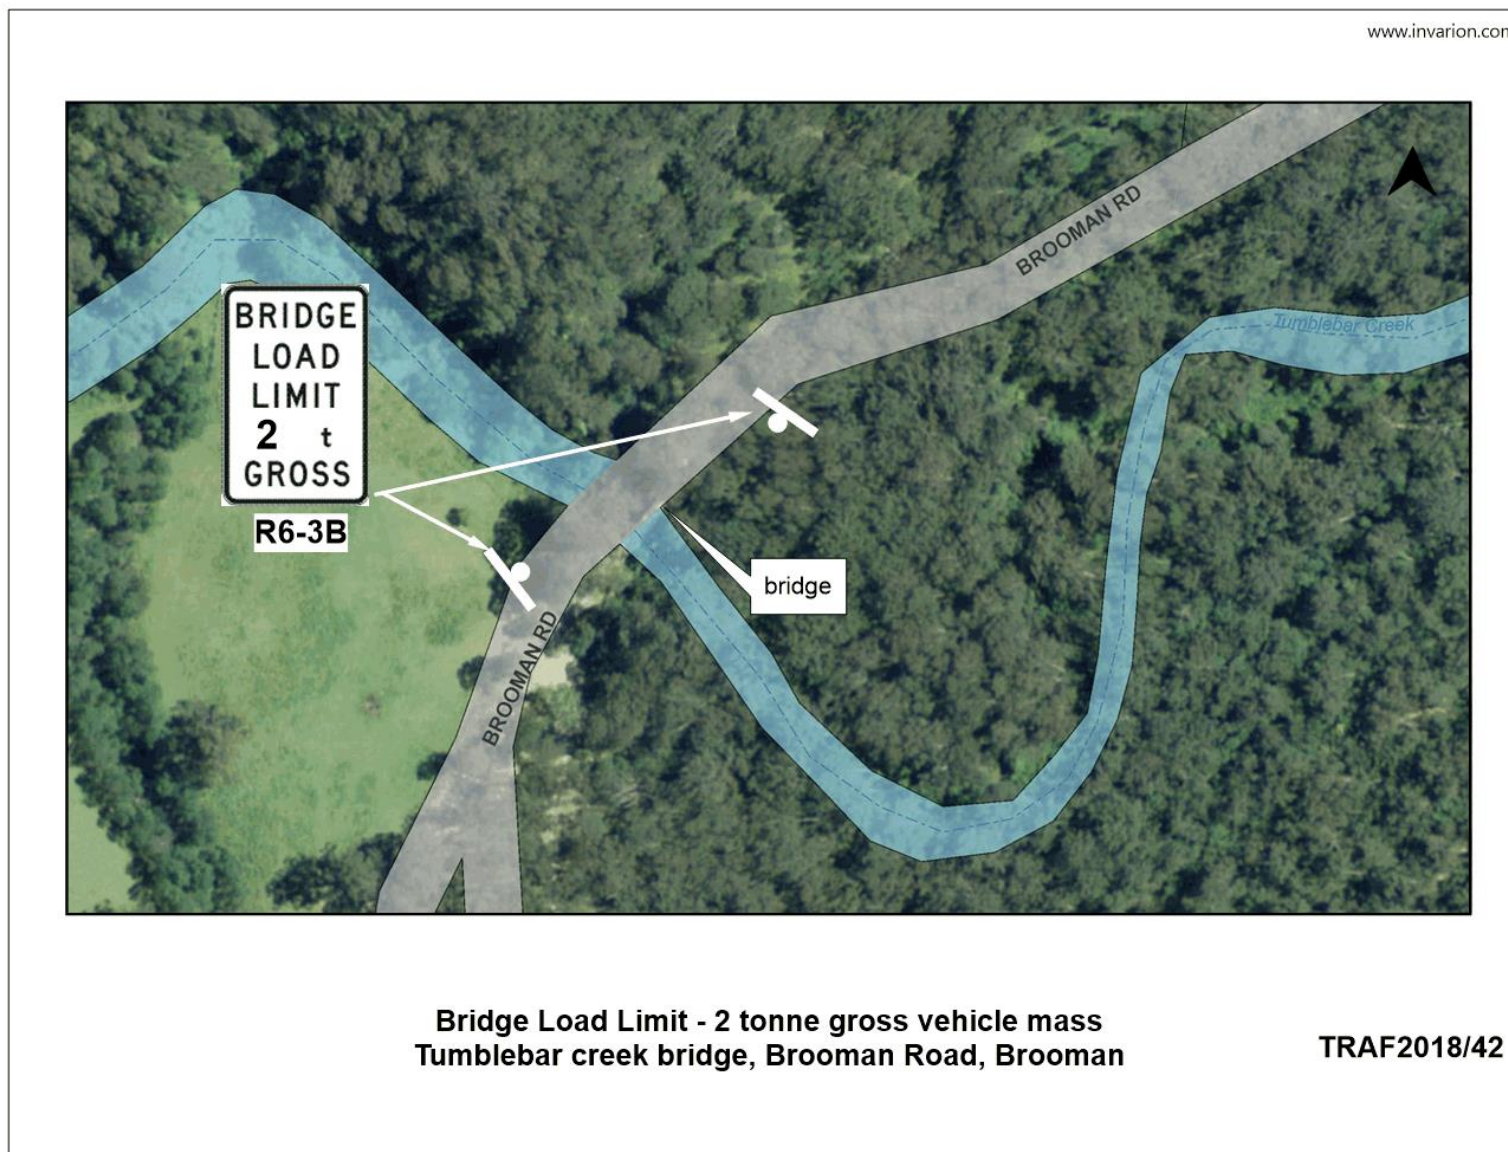 www.invarion.com
BROOMAN RD
Tumblebar Creek
BRIDGE
LOAD
LIMIT
2 t
GROSS
R6-3B
bridge
BROOMAN RD
Bridge Load Limit - 2 tonne gross vehicle mass
Tumblebar creek bridge, Brooman Road, Brooman
TRAF2018/42